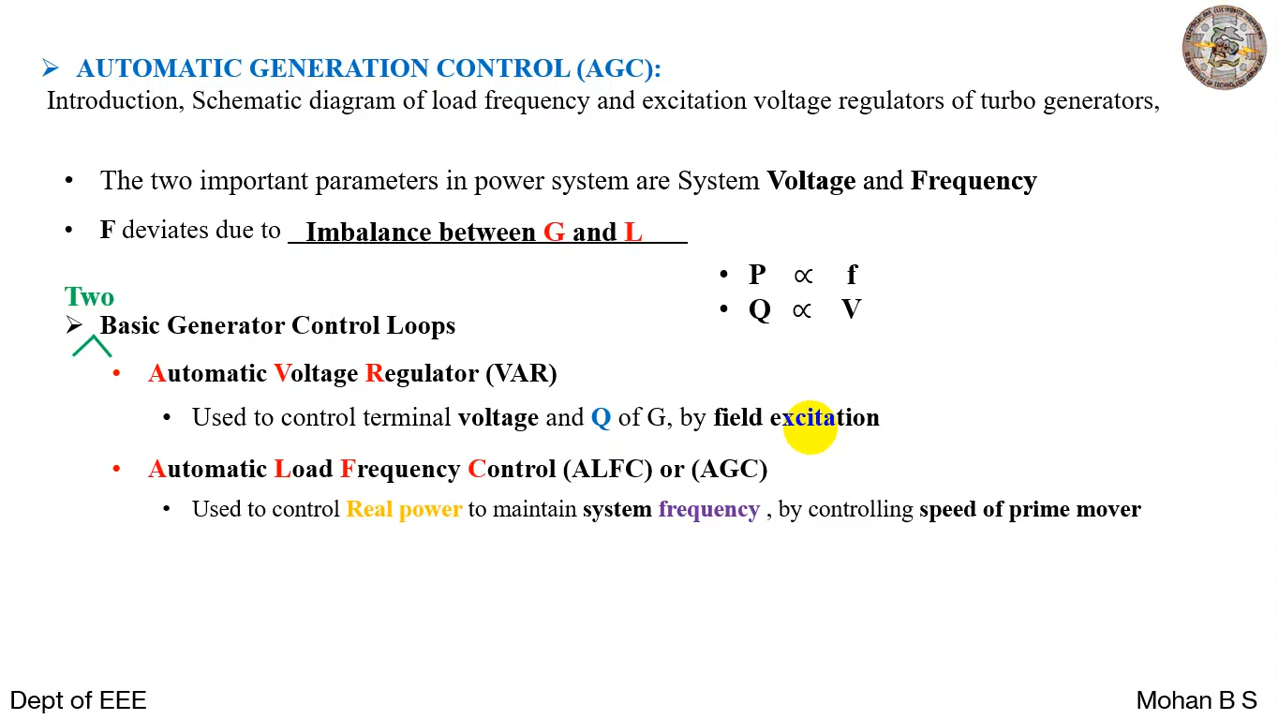 AUTOMATIC GENERATION CONTROL (AGC):
Introduction, Schematic diagram of load frequency and excitation voltage regulators of turbo generators,
• The two important parameters in power system are System Voltage and Frequency
• F deviates due to Imbalance between G and L
• P ∝ f
• Q ∝ V
Two
Basic Generator Control Loops
• Automatic Voltage Regulator (VAR)
• Used to control terminal voltage and Q of G, by field excitation
• Automatic Load Frequency Control (ALFC) or (AGC)
• Used to control Real power to maintain system frequency , by controlling speed of prime mover
Dept of EEE
Mohan B S